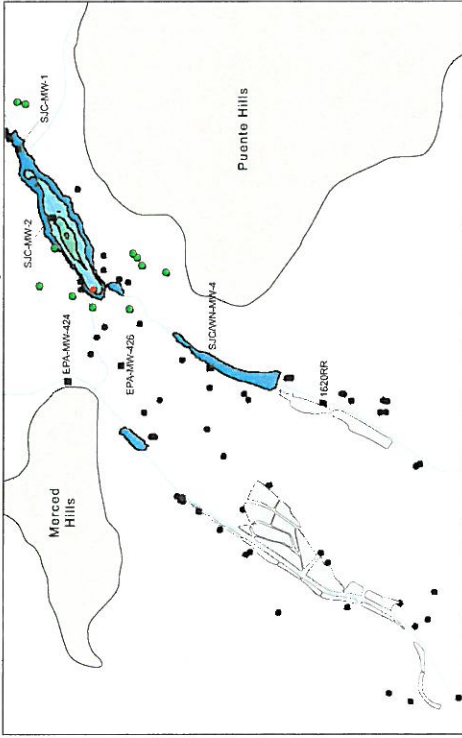 SJC-MW-1
SJC-MW-2
Puente Hills
EPA-MW-424
EPA-MW-426
SJC/WN-MW-4
1620RR
Merced
Hills